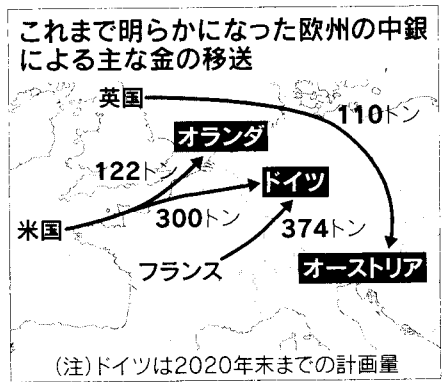 これまで明らかになった欧州の中銀
による主な金の移送
英国
110トン
オランダ
122トン
ドイツ
300トン
374トン
米国
フランス
オーストリア
(注)ドイツは2020年末までの計画量